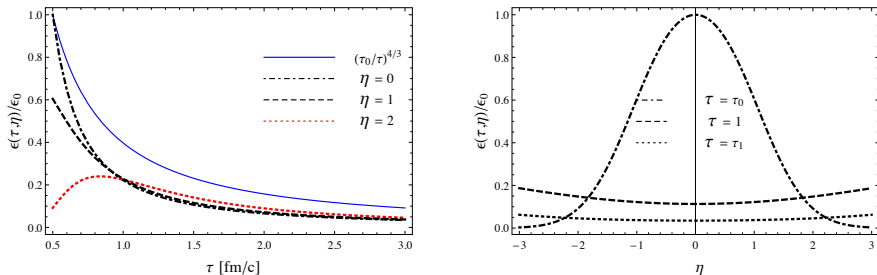 1.0
0.8
0.6
0.4
0.2
0.0
ϵ(τ,η)/ϵ₀
0.5 1.0 1.5 2.0 2.5 3.0
τ [fm/c]
(τ₀/τ)^4/3
η = 0
η = 1
η = 2
1.0
0.8
0.6
0.4
0.2
0.0
ϵ(τ,η)/ϵ₀
-3 -2 -1 0 1 2 3
η
τ = τ₀
τ = 1
τ = τ₁